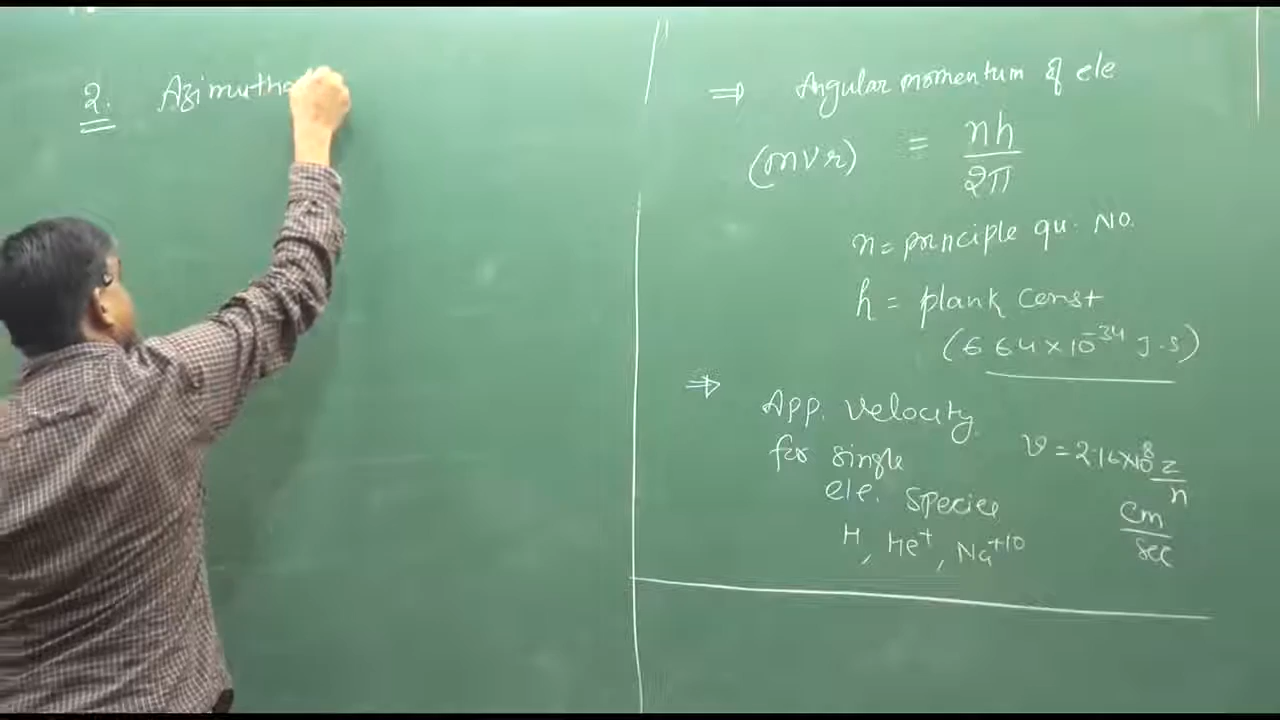 2. Azimutha
⇒ Angular momentum of ele
(mvr) = nh/2π
n = principle qu. No.
h = plank const
(6.64×10⁻³⁴ J.s)
⇒ App. velocity
for single
ele. species
H, He⁺, Na⁺¹⁰
v = 2.16×10⁸ z/n
cm/sec